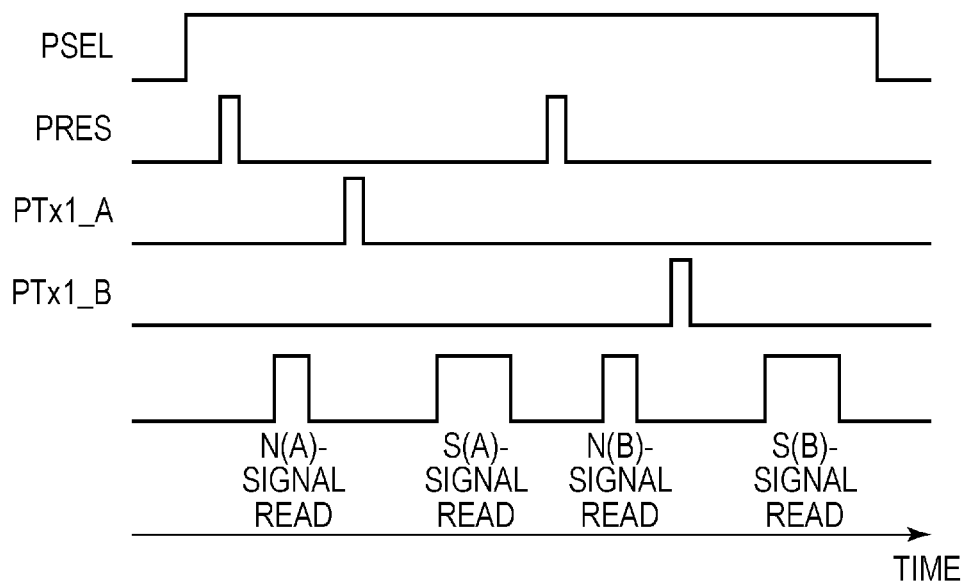 PSEL
PRES
PTx1_A
PTx1_B
N(A)-
SIGNAL
READ
S(A)-
SIGNAL
READ
N(B)-
SIGNAL
READ
S(B)-
SIGNAL
READ
TIME